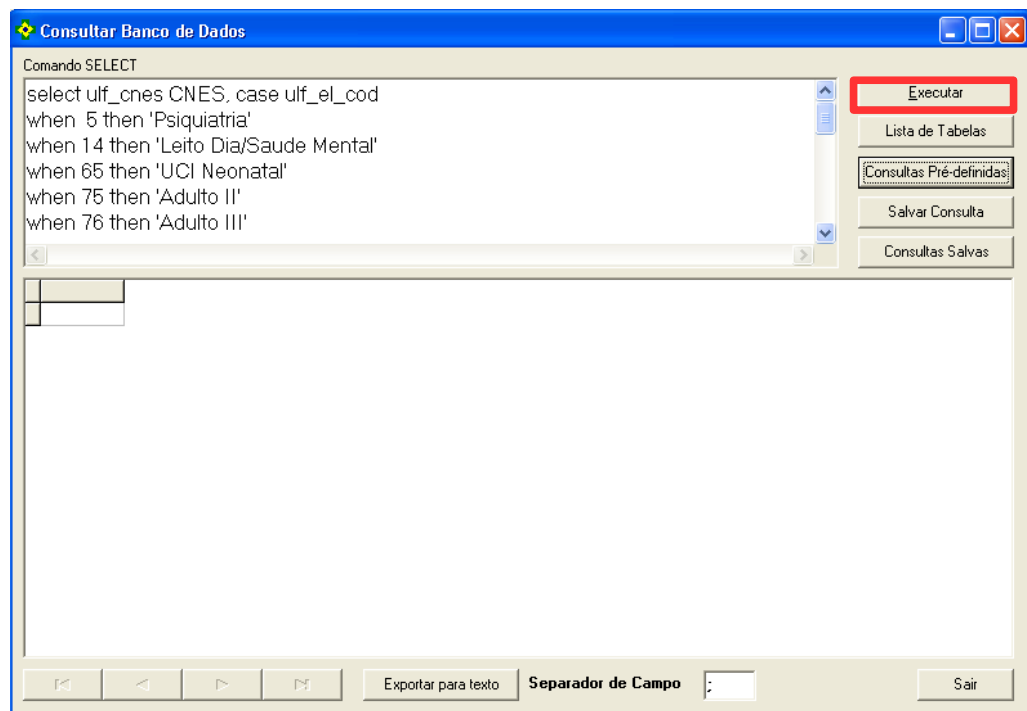 Consultar Banco de Dados
Comando SELECT
select ulf_cnes CNES, case ulf_el_cod
when  5 then 'Psiquiatria'
when 14 then 'Leito Dia/Saude Mental'
when 65 then 'UCI Neonatal'
when 75 then 'Adulto II'
when 76 then 'Adulto III'
Executar
Lista de Tabelas
Consultas Pré-definidas
Salvar Consulta
Consultas Salvas
Exportar para texto
Separador de Campo
;
Sair